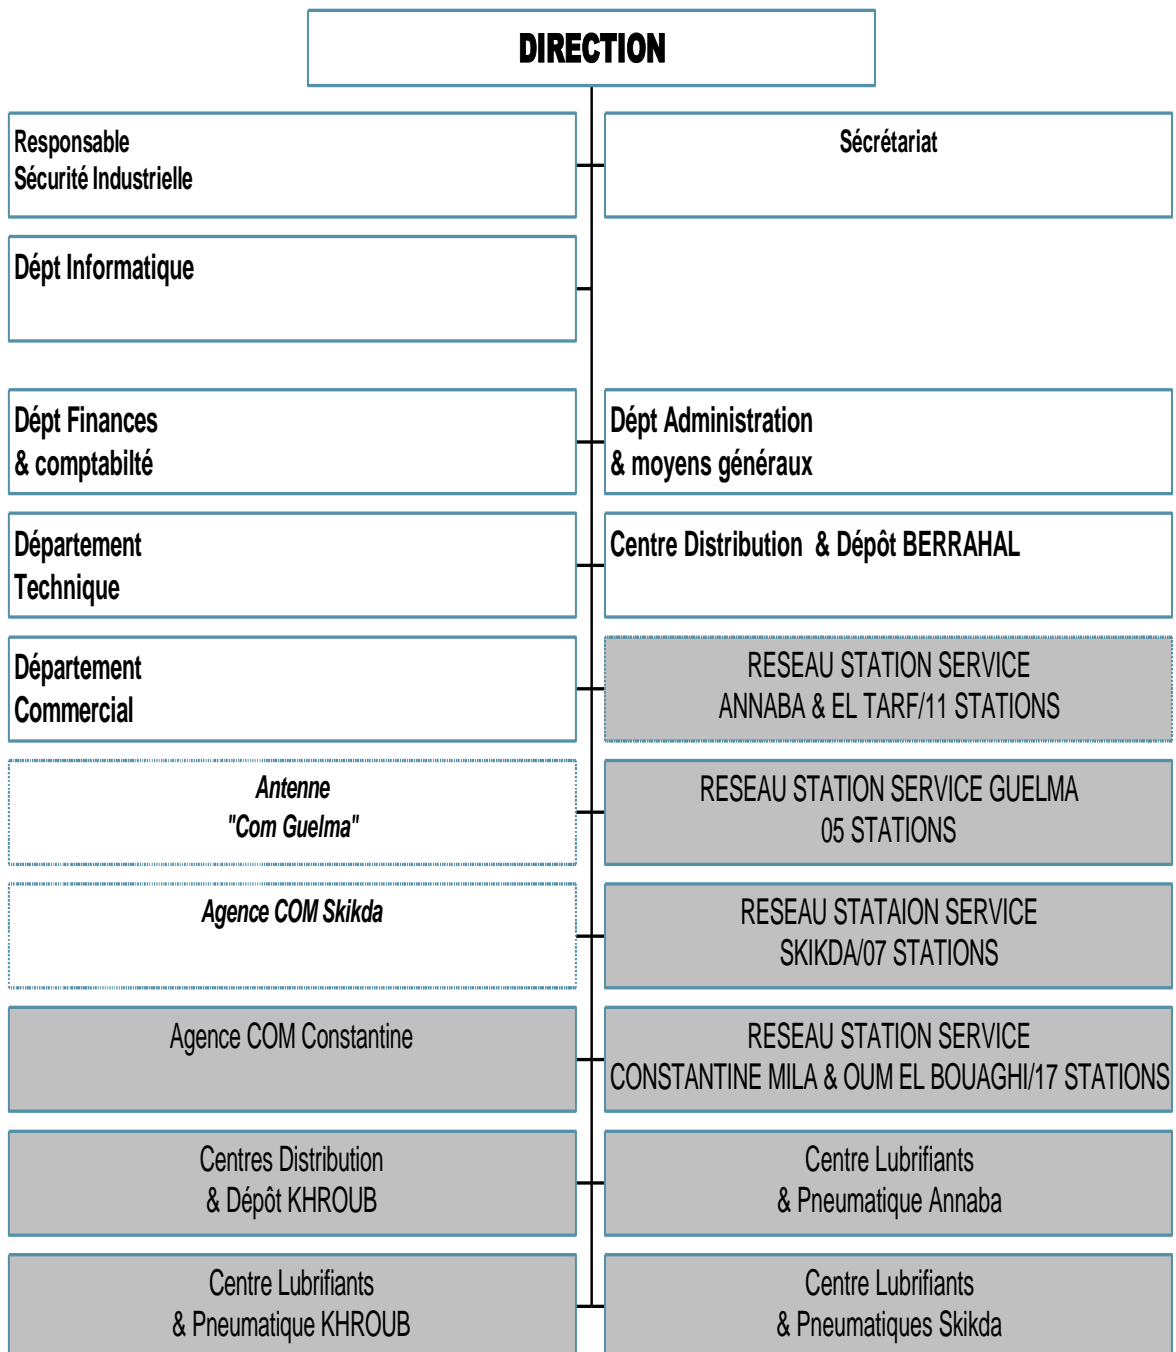 DIRECTION
Responsable
Sécurité Industrielle
Sécrétariat
Dépt Informatique
Dépt Finances
& comptabilté
Dépt Administration
& moyens généraux
Département
Technique
Centre Distribution & Dépôt BERRAHAL
Département
Commercial
RESEAU STATION SERVICE
ANNABA & EL TARF/11 STATIONS
Antenne
"Com Guelma"
RESEAU STATION SERVICE GUELMA
05 STATIONS
Agence COM Skikda
RESEAU STATAION SERVICE
SKIKDA/07 STATIONS
Agence COM Constantine
RESEAU STATION SERVICE
CONSTANTINE MILA & OUM EL BOUAGHI/17 STATIONS
Centres Distribution
& Dépôt KHROUB
Centre Lubrifiants
& Pneumatique Annaba
Centre Lubrifiants
& Pneumatique KHROUB
Centre Lubrifiants
& Pneumatiques Skikda